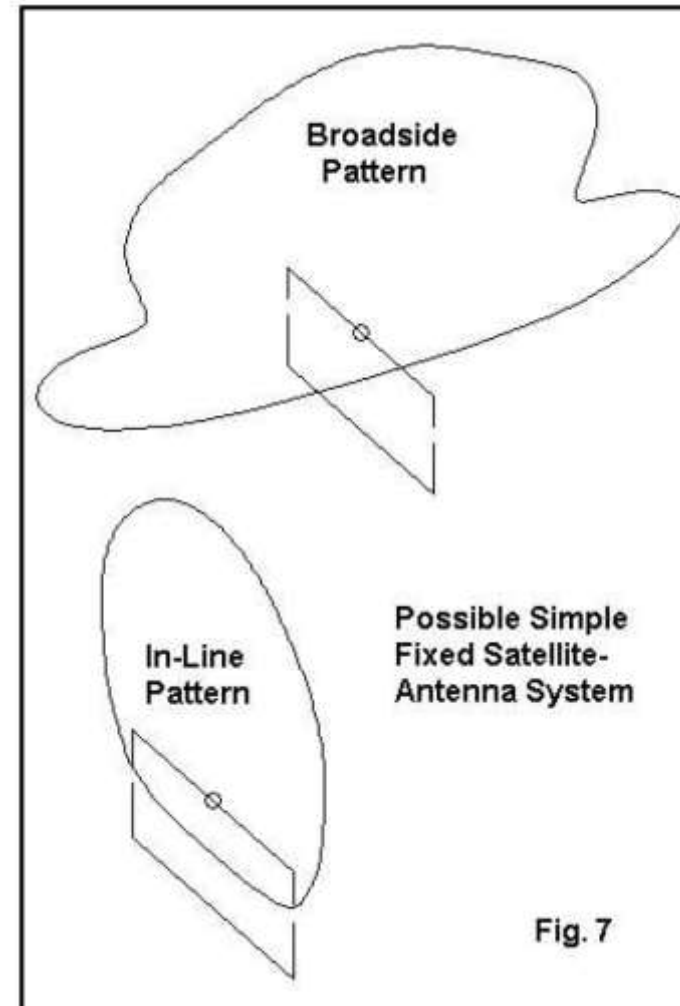 Broadside
Pattern
In-Line
Pattern
Possible Simple
Fixed Satellite-
Antenna System
Fig. 7